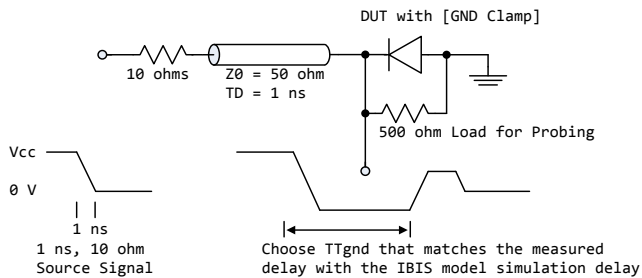 DUT with [GND Clamp]
10 ohms
Z0 = 50 ohm
TD = 1 ns
500 ohm Load for Probing
Vcc
0 V
1 ns
1 ns, 10 ohm
Source Signal
Choose TTgnd that matches the measured
delay with the IBIS model simulation delay